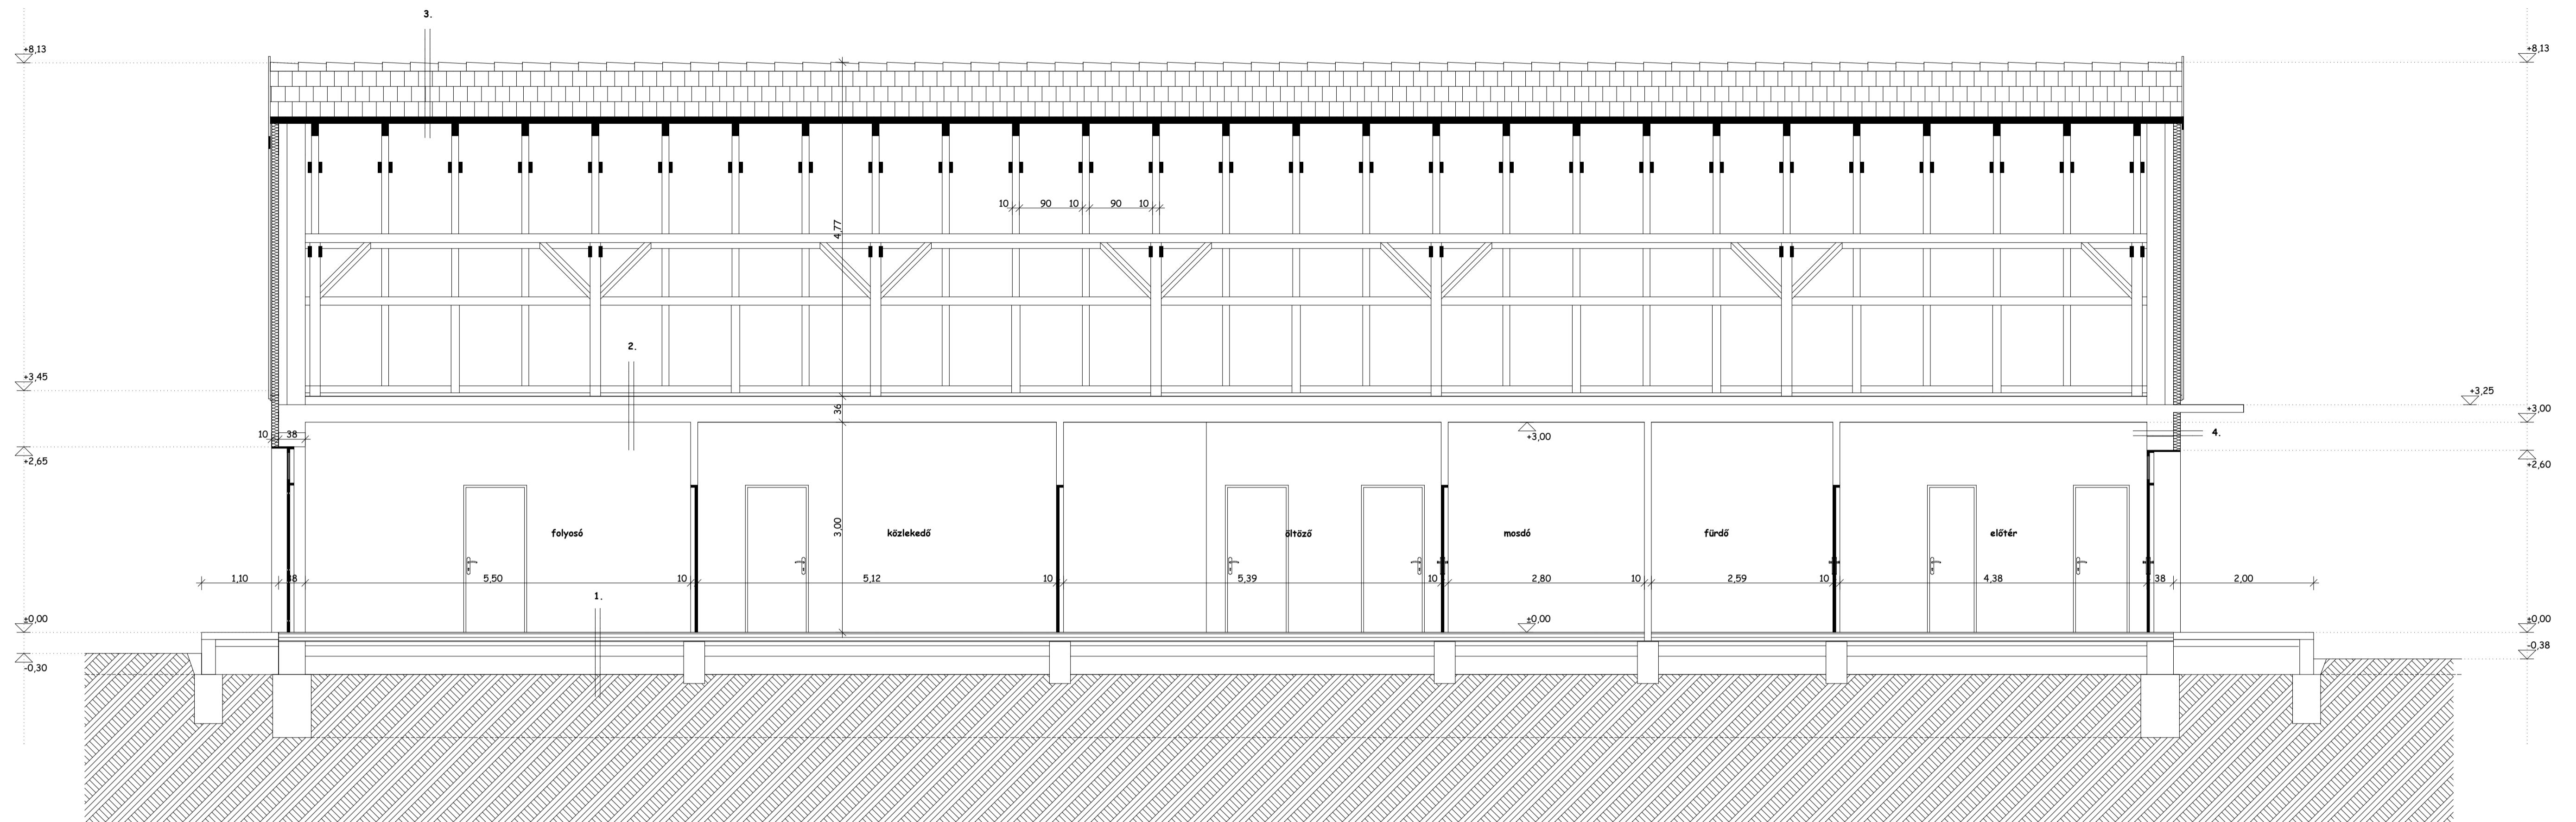 3.
+8,13
+8,13
10 90 10 90 10
4,77
2.
+3,45
+3,25
36
+3,00
10 38
+3,00
4.
+2,65
+2,60
3,00
folyosó
közlekedő
öltöző
mosdó
fürdő
előtér
1,10 38 5,50 10 5,12 10 5,39 10 2,80 10 2,59 10 4,38 38 2,00
1.
±0,00
±0,00
±0,00
-0,30
-0,38